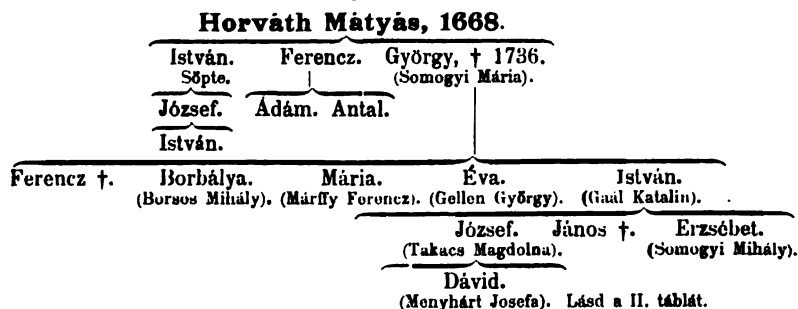 Horváth Mátyás, 1668.
István. Ferencz. György, † 1736.
Söpte. (Somogyi Mária).
József. Ádám. Antal.
István.
Ferencz †. Borbálya. Mária. Éva. István.
(Borsos Mihály). (Márffy Ferencz). (Gellen György). (Gaál Katalin).
József. János †. Erzsébet.
(Takacs Magdolna). (Somogyi Mihály).
Dávid.
(Menyhárt Josefa). Lásd a II. táblát.